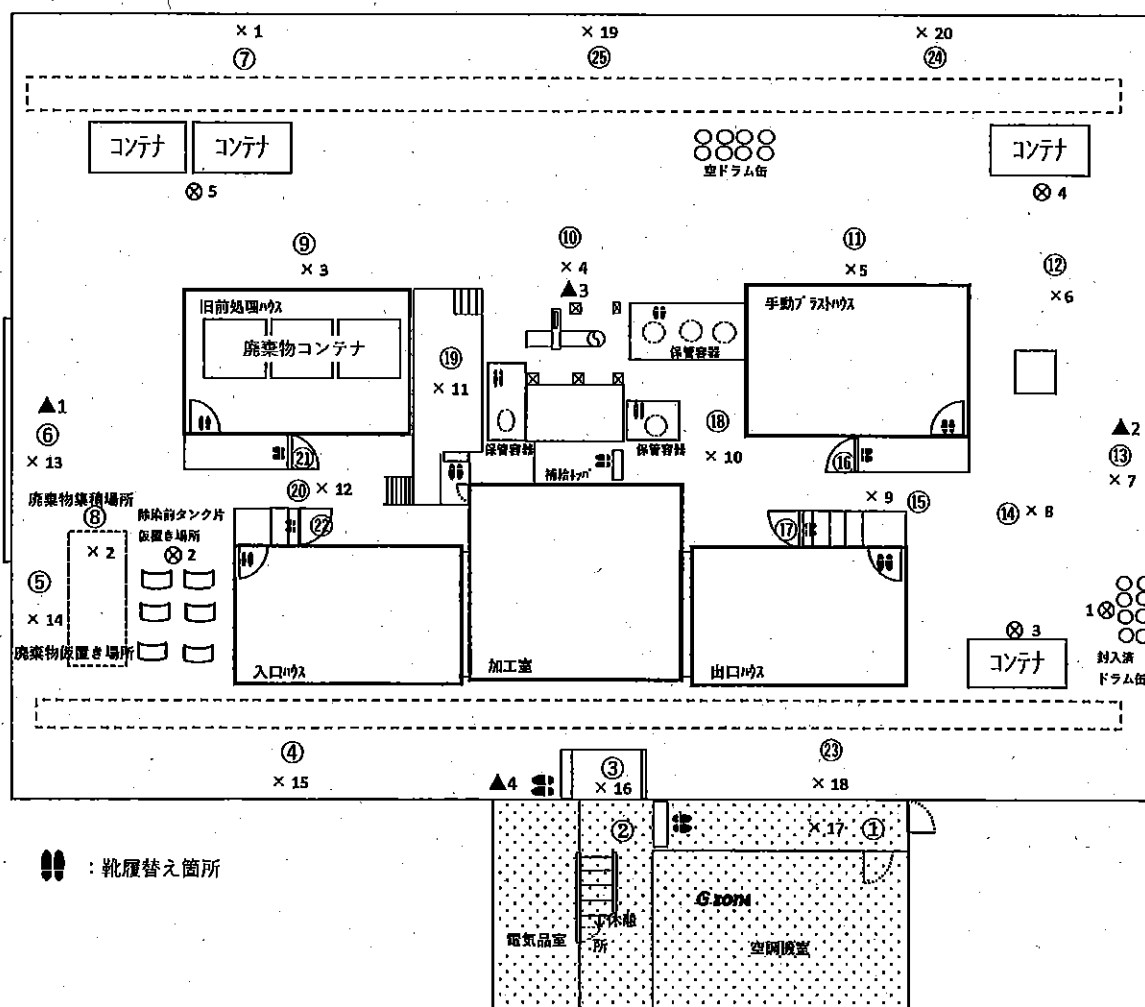 × 1
× 19
× 20
⑦
㉕
㉔
コンテナ
コンテナ
コンテナ
空ドラム缶
⊗ 5
⊗ 4
⑨
⑩
⑪
⑫
× 3
× 4
× 5
× 6
▲3
旧前処理ハウス
廃棄物コンテナ
手動ブラストハウス
保管容器
⑲
× 11
▲1
⑥
× 13
⑱
▲2
⑬
× 7
保管容器
保管容器
× 10
⑯
㉑
⑳
× 12
× 9
⑮
⑭
× 8
廃棄物集積場所
⑧
除染前タンク片
仮置き場所
㉒
⑰
× 2
⊗ 2
⑤
× 14
1 ⊗
⊗ 3
廃棄物仮置き場所
入口ハウス
加工室
出口ハウス
コンテナ
封入済
ドラム缶
④
③
㉓
× 15
▲4
× 16
× 18
②
× 17
①
：靴履替え箇所
G zone
電気品室
休憩
所
空調機室